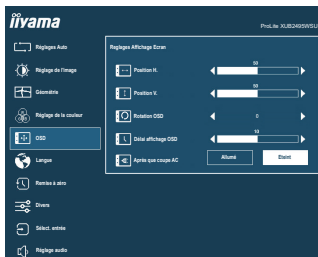 iiyama
ProLite XUB2495WSU
Réglages Auto
Réglage de l'image
Géométrie
Réglage de la couleur
OSD
Langue
Remise à zéro
Divers
Sélect. entrée
Réglage audio
Reglages Affichage Ecran
Position H.
50
Position V.
50
Rotation OSD
0
Délai affichage OSD
10
Après que coupe AC
Allumé
Eteint